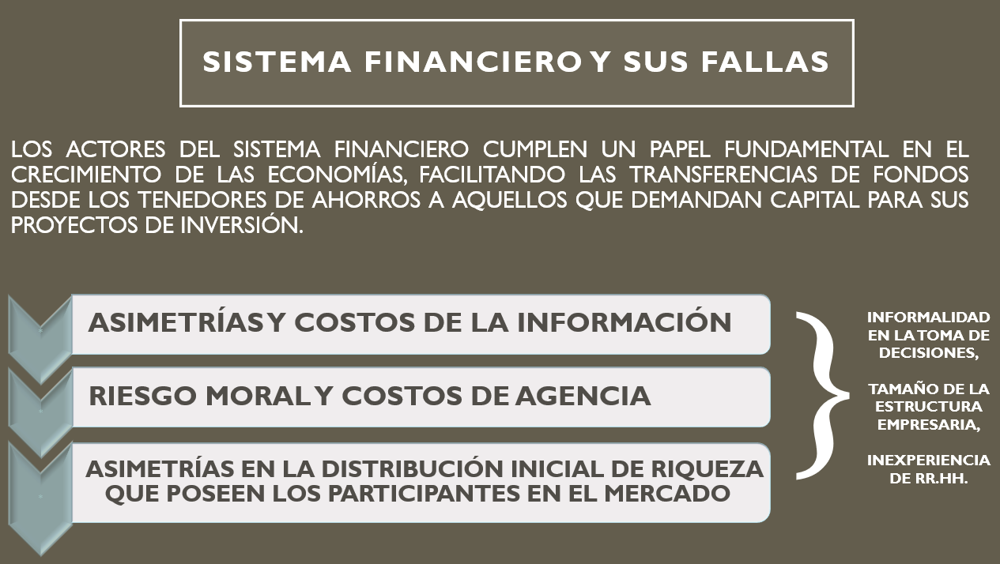 SISTEMA FINANCIERO Y SUS FALLAS
LOS ACTORES DEL SISTEMA FINANCIERO CUMPLEN UN PAPEL FUNDAMENTAL EN EL
CRECIMIENTO DE LAS ECONOMÍAS, FACILITANDO LAS TRANSFERENCIAS DE FONDOS
DESDE LOS TENEDORES DE AHORROS A AQUELLOS QUE DEMANDAN CAPITAL PARA SUS
PROYECTOS DE INVERSIÓN.
ASIMETRÍAS Y COSTOS DE LA INFORMACIÓN
RIESGO MORAL Y COSTOS DE AGENCIA
ASIMETRÍAS EN LA DISTRIBUCIÓN INICIAL DE RIQUEZA
QUE POSEEN LOS PARTICIPANTES EN EL MERCADO
INFORMALIDAD
EN LA TOMA DE
DECISIONES,
TAMAÑO DE LA
ESTRUCTURA
EMPRESARIA,
INEXPERIENCIA
DE RR.HH.